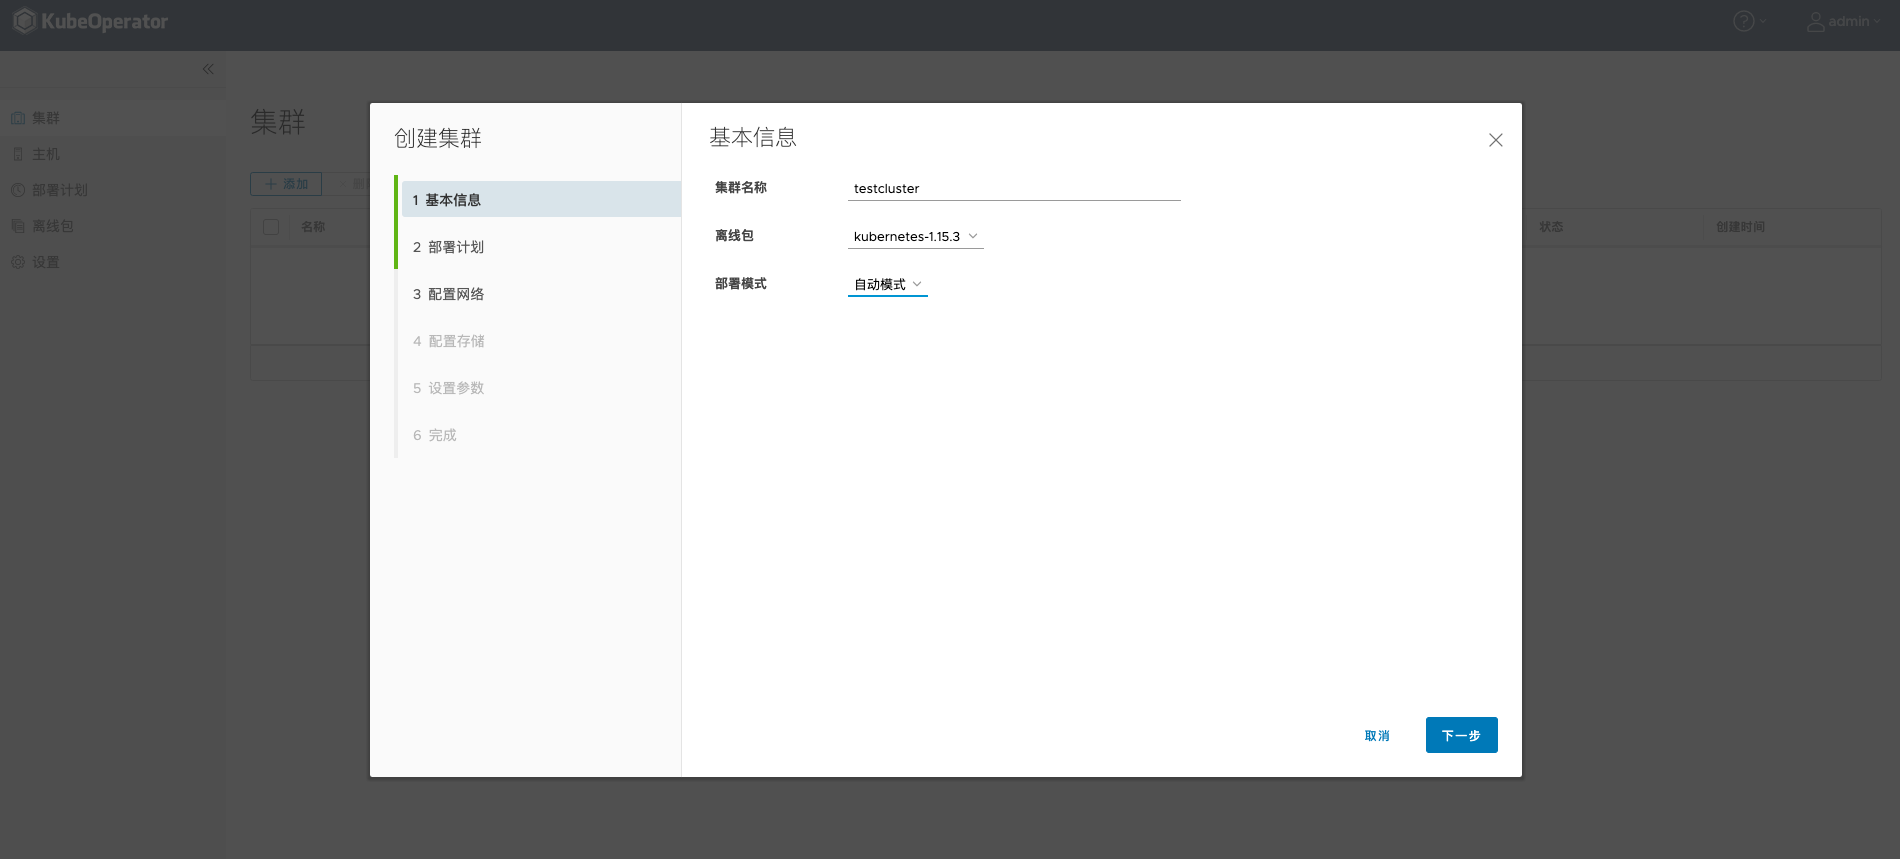 KubeOperator
?
admin
集群
主机
部署计划
离线包
设置
集群
添加
名称
状态
创建时间
创建集群
1 基本信息
2 部署计划
3 配置网络
4 配置存储
5 设置参数
6 完成
基本信息
集群名称 testcluster
离线包 kubernetes-1.15.3
部署模式 自动模式
取消 下一步